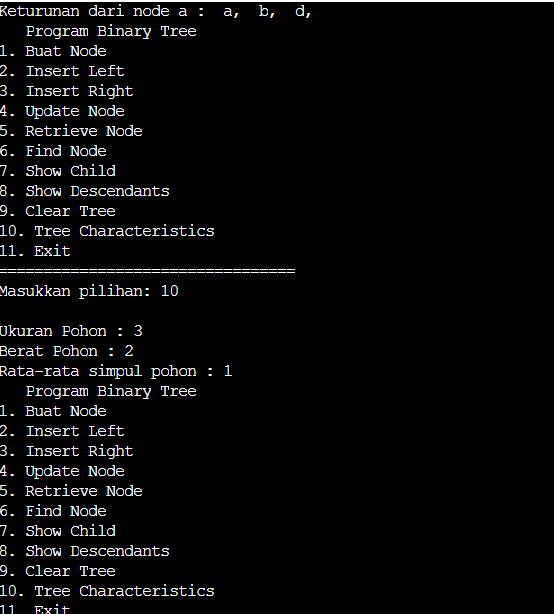 Keturunan dari node a :  a,  b,  d,
   Program Binary Tree
1. Buat Node
2. Insert Left
3. Insert Right
4. Update Node
5. Retrieve Node
6. Find Node
7. Show Child
8. Show Descendants
9. Clear Tree
10. Tree Characteristics
11. Exit
=================================
Masukkan pilihan: 10

Ukuran Pohon : 3
Berat Pohon : 2
Rata-rata simpul pohon : 1
   Program Binary Tree
1. Buat Node
2. Insert Left
3. Insert Right
4. Update Node
5. Retrieve Node
6. Find Node
7. Show Child
8. Show Descendants
9. Clear Tree
10. Tree Characteristics
11. Exit